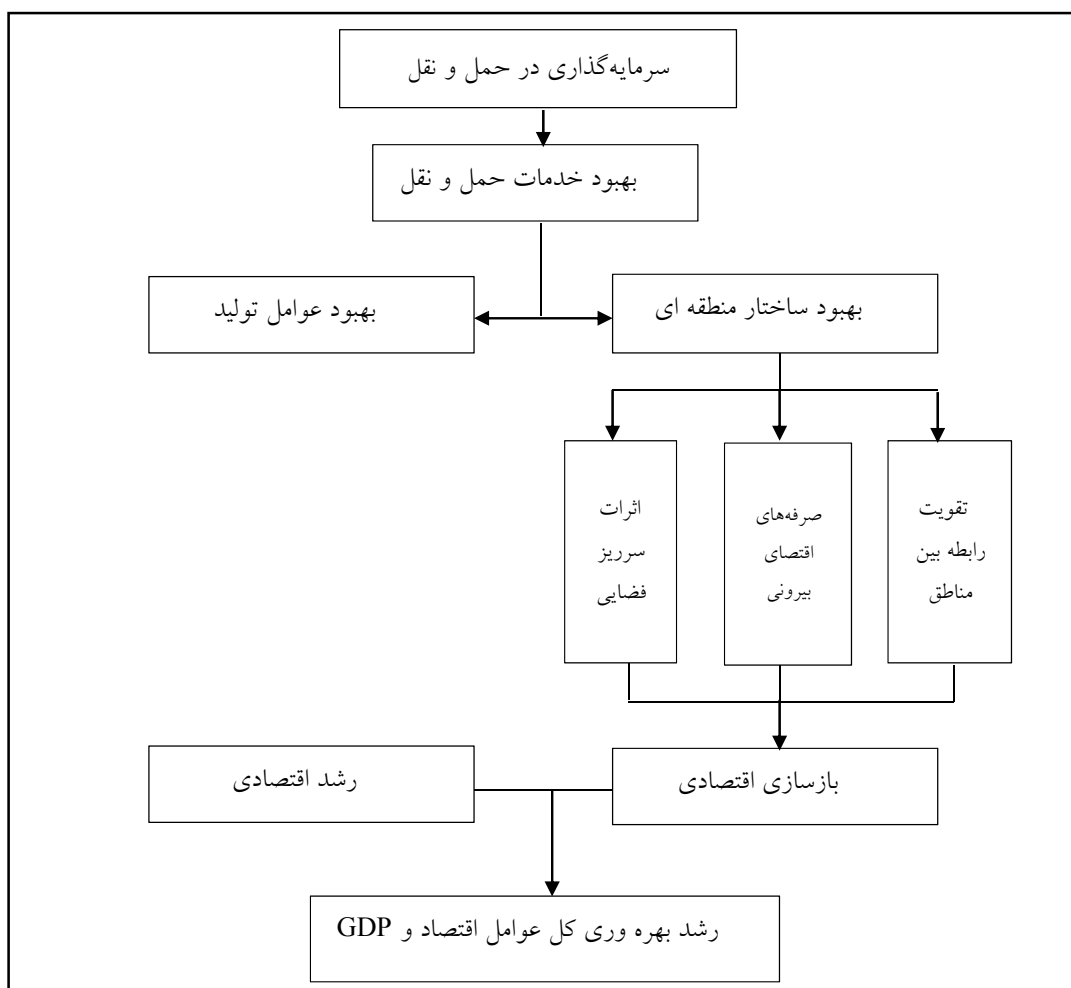 سرمایه‌گذاری در حمل و نقل
بهبود خدمات حمل و نقل
بهبود ساختار منطقه ای
بهبود عوامل تولید
تقویت
رابطه بین
مناطق
صرفه‌های
اقتصای
بیرونی
اثرات
سرریز
فضایی
بازسازی اقتصادی
رشد اقتصادی
رشد بهره وری کل عوامل اقتصاد و GDP